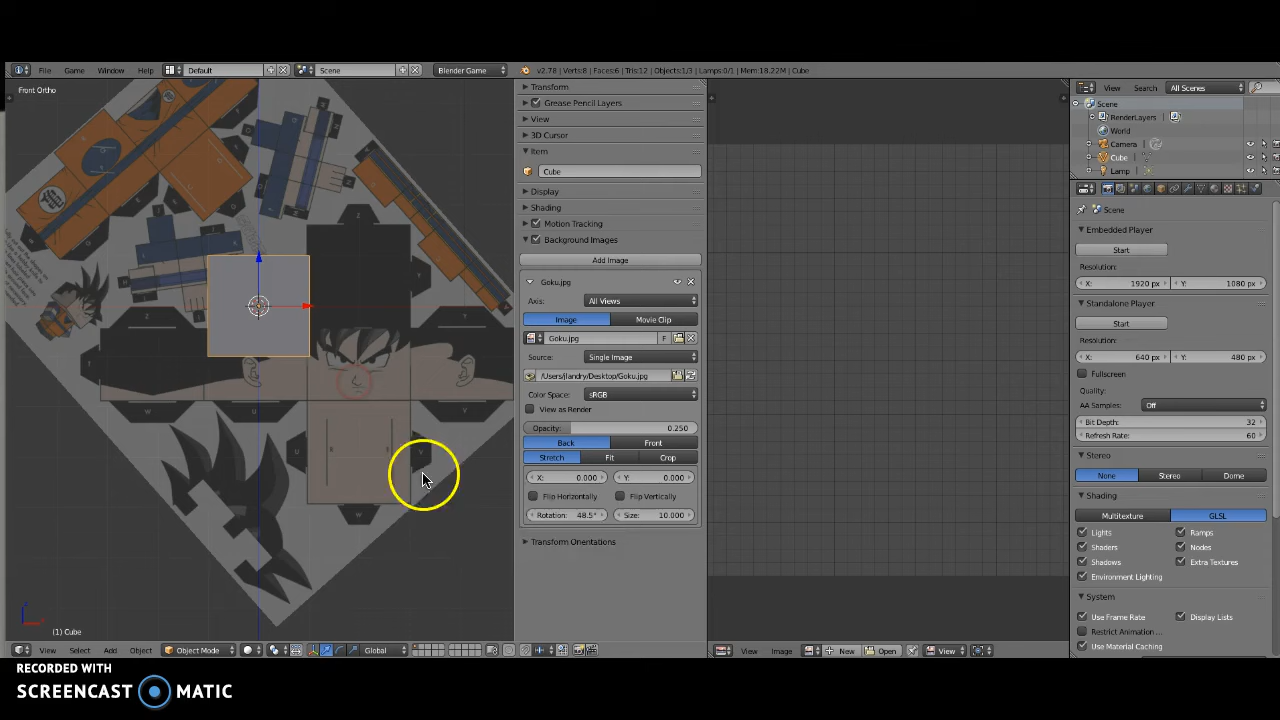 File Game Window Help Default Scene Blender Game v2.78 | Verts:8 | Faces:6 | Tris:12 | Objects:1/3 | Lamps:0/1 | Mem:18.22M | Cube
Front Ortho
(1) Cube
View Select Add Object Object Mode Global
Transform
Grease Pencil Layers
View
3D Cursor
Item
Cube
Display
Shading
Motion Tracking
Background Images
Add Image
Goku.jpg
Axis: All Views
Image Movie Clip
Goku.jpg F
Source: Single Image
/Users/jlandry/Desktop/Goku.jpg
Color Space: sRGB
View as Render
Opacity: 0.250
Back Front
Stretch Fit Crop
X: 0.000 Y: 0.000
Flip Horizontally Flip Vertically
Rotation: 48.5° Size: 10.000
Transform Orientations
View Image New Open View
View Search All Scenes
Scene
RenderLayers
World
Camera
Cube
Lamp
Scene
Embedded Player
Start
Resolution:
X: 1920 px Y: 1080 px
Standalone Player
Start
Resolution:
X: 640 px Y: 480 px
Fullscreen
Quality:
AA Samples: Off
Bit Depth: 32
Refresh Rate: 60
Stereo
None Stereo Dome
Shading
Multitexture GLSL
Lights Ramps
Shaders Nodes
Shadows Extra Textures
Environment Lighting
System
Use Frame Rate Display Lists
Restrict Animation ...
Use Material Caching
RECORDED WITH
SCREENCAST MATIC